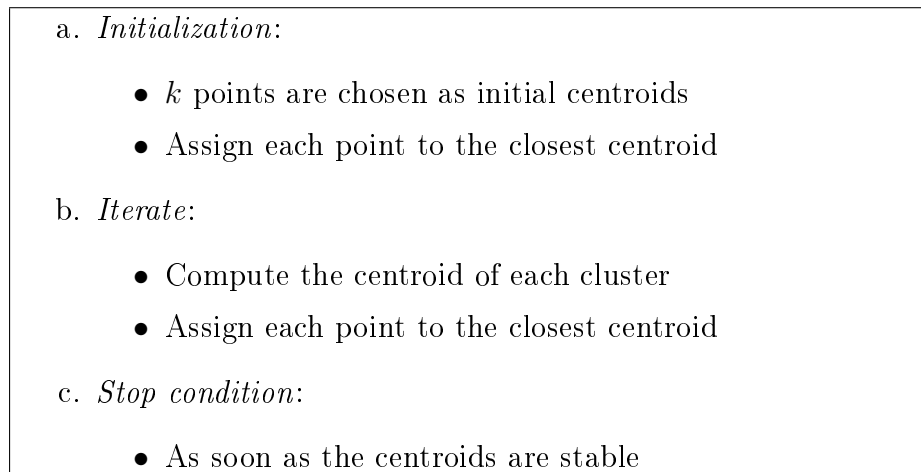 a. Initialization:
• k points are chosen as initial centroids
• Assign each point to the closest centroid
b. Iterate:
• Compute the centroid of each cluster
• Assign each point to the closest centroid
c. Stop condition:
• As soon as the centroids are stable